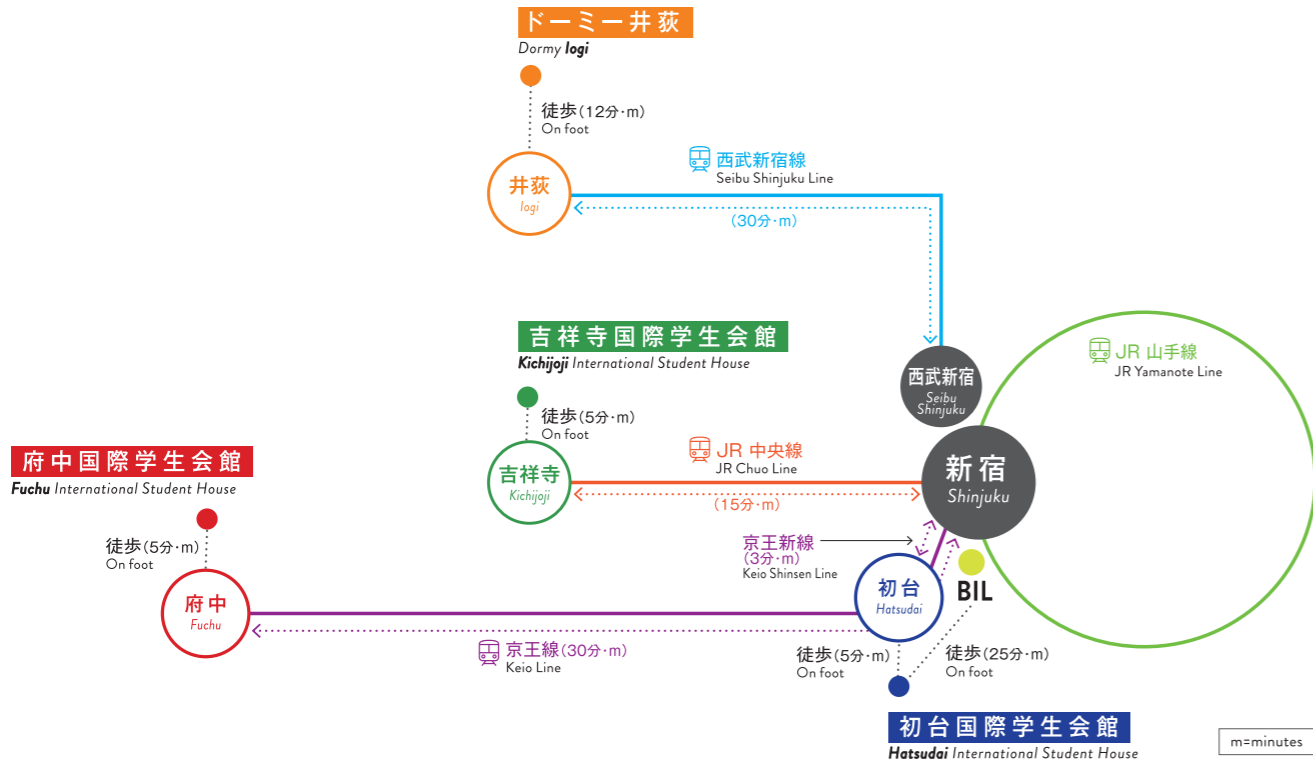 ドーミー井荻
Dormy Iogi
徒歩(12分·m)
On foot
井荻
Iogi
西武新宿線
Seibu Shinjuku Line
(30分·m)
西武新宿
Seibu
Shinjuku
JR 山手線
JR Yamanote Line
吉祥寺国際学生会館
Kichijoji International Student House
徒歩(5分·m)
On foot
吉祥寺
Kichijoji
JR 中央線
JR Chuo Line
(15分·m)
新宿
Shinjuku
府中国際学生会館
Fuchu International Student House
徒歩(5分·m)
On foot
府中
Fuchu
京王新線
(3分·m)
Keio Shinsen Line
初台
Hatsudai
BIL
京王線(30分·m)
Keio Line
徒歩(5分·m)
On foot
徒歩(25分·m)
On foot
初台国際学生会館
Hatsudai International Student House
m=minutes